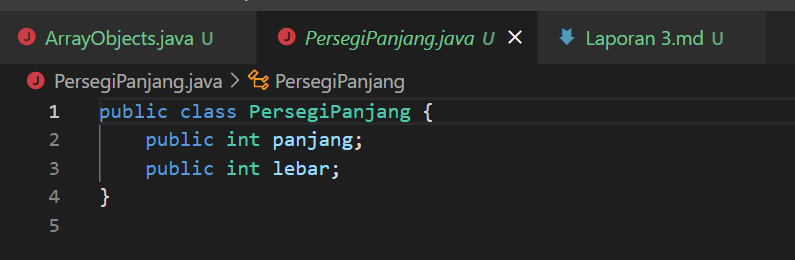 ArrayObjects.java U PersegiPanjang.java U Laporan 3.md U
PersegiPanjang.java > PersegiPanjang
1 public class PersegiPanjang {
2 public int panjang;
3 public int lebar;
4 }
5